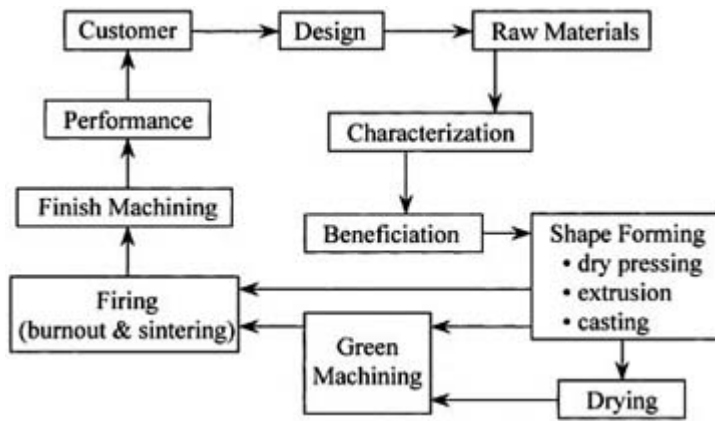 Customer
Design
Raw Materials
Performance
Characterization
Finish Machining
Beneficiation
Shape Forming
• dry pressing
• extrusion
• casting
Firing
(burnout & sintering)
Green
Machining
Drying